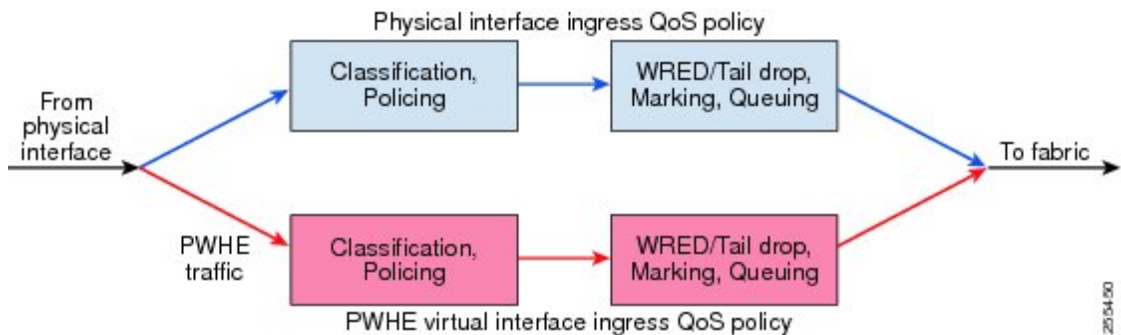 Physical interface ingress QoS policy
From
physical
interface
Classification,
Policing
WRED/Tail drop,
Marking, Queuing
To fabric
PWHE
traffic
Classification,
Policing
WRED/Tail drop,
Marking, Queuing
PWHE virtual interface ingress QoS policy
255450